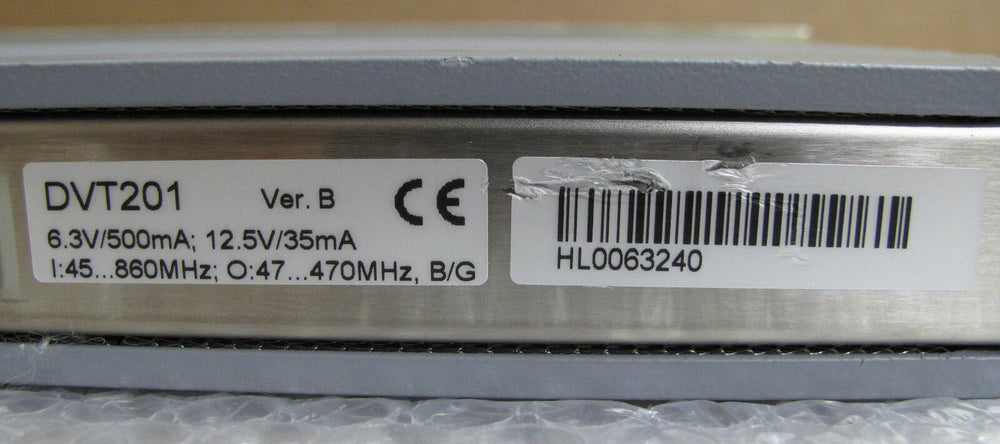 DVT201 Ver. B CE
6.3V/500mA; 12.5V/35mA
I:45...860MHz; O:47...470MHz, B/G
HL0063240